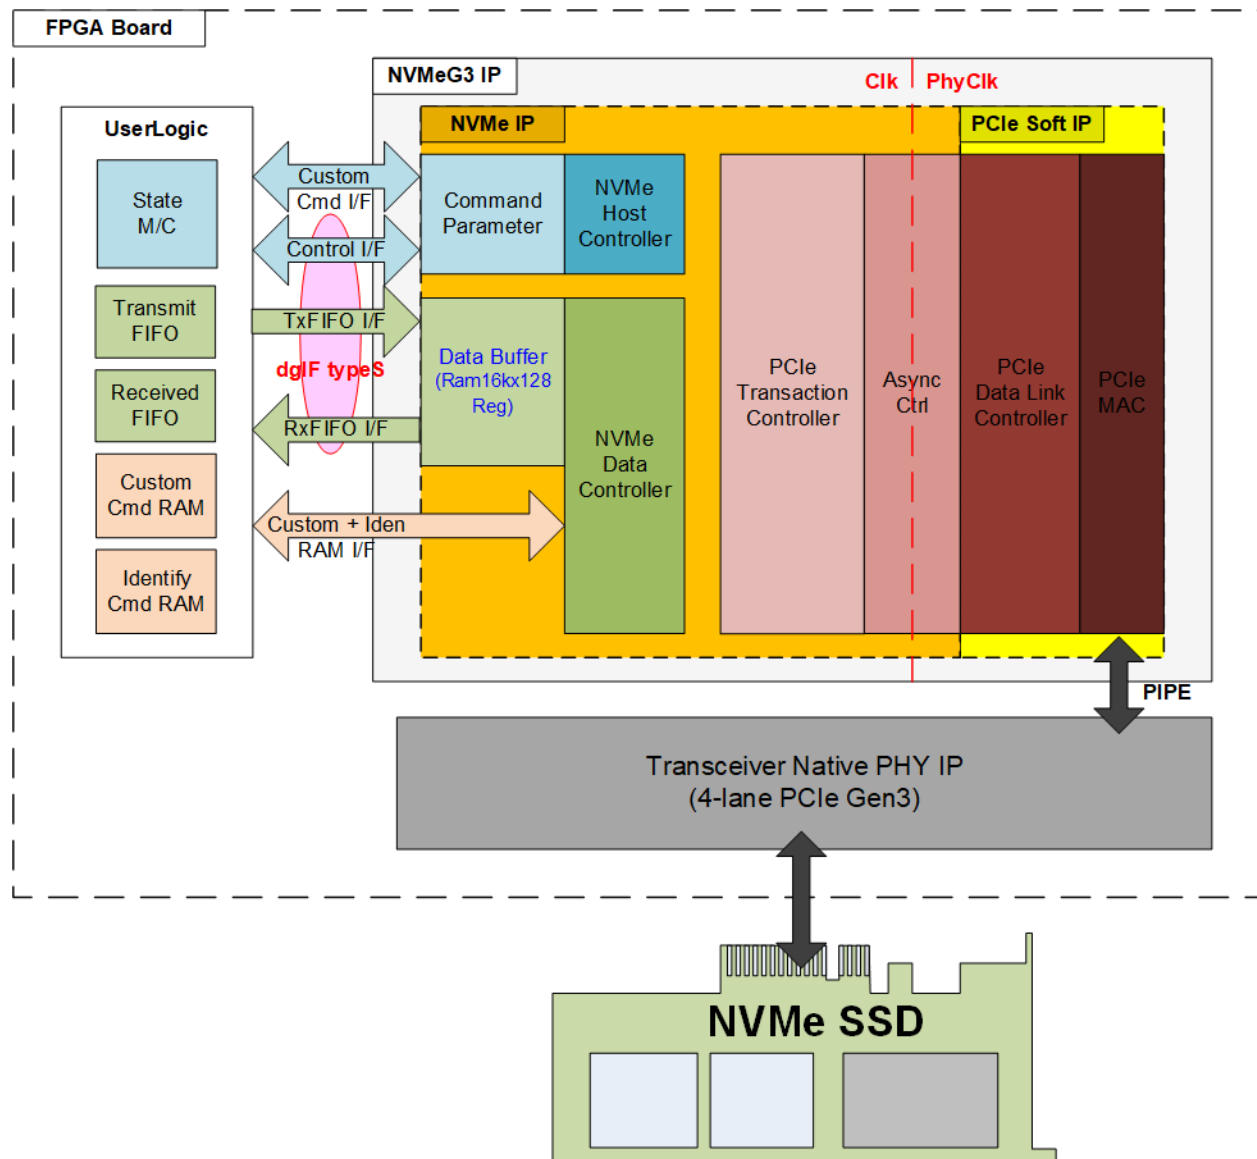 FPGA Board
NVMeG3 IP
Clk
PhyClk
UserLogic
NVMe IP
PCIe Soft IP
State
M/C
Custom
Cmd I/F
Control I/F
Command
Parameter
NVMe
Host
Controller
Transmit
FIFO
TxFIFO I/F
dgIF typeS
Received
FIFO
RxFIFO I/F
Data Buffer
(Ram16kx128
Reg)
NVMe
Data
Controller
PCIe
Transaction
Controller
Async
Ctrl
PCIe
Data Link
Controller
PCIe
MAC
Custom
Cmd RAM
Custom + Iden
RAM I/F
Identify
Cmd RAM
PIPE
Transceiver Native PHY IP
(4-lane PCIe Gen3)
NVMe SSD